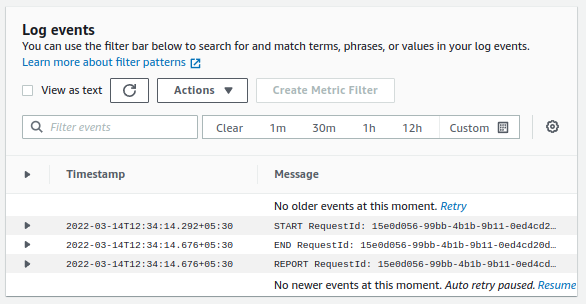 Log events
You can use the filter bar below to search for and match terms, phrases, or values in your log events.
Learn more about filter patterns
View as text
Actions
Create Metric Filter
Filter events
Clear 1m 30m 1h 12h Custom
Timestamp Message
No older events at this moment. Retry
2022-03-14T12:34:14.292+05:30 START RequestId: 15e0d056-99bb-4b1b-9b11-0ed4cd2…
2022-03-14T12:34:14.676+05:30 END RequestId: 15e0d056-99bb-4b1b-9b11-0ed4cd20d…
2022-03-14T12:34:14.676+05:30 REPORT RequestId: 15e0d056-99bb-4b1b-9b11-0ed4cd…
No newer events at this moment. Auto retry paused. Resume